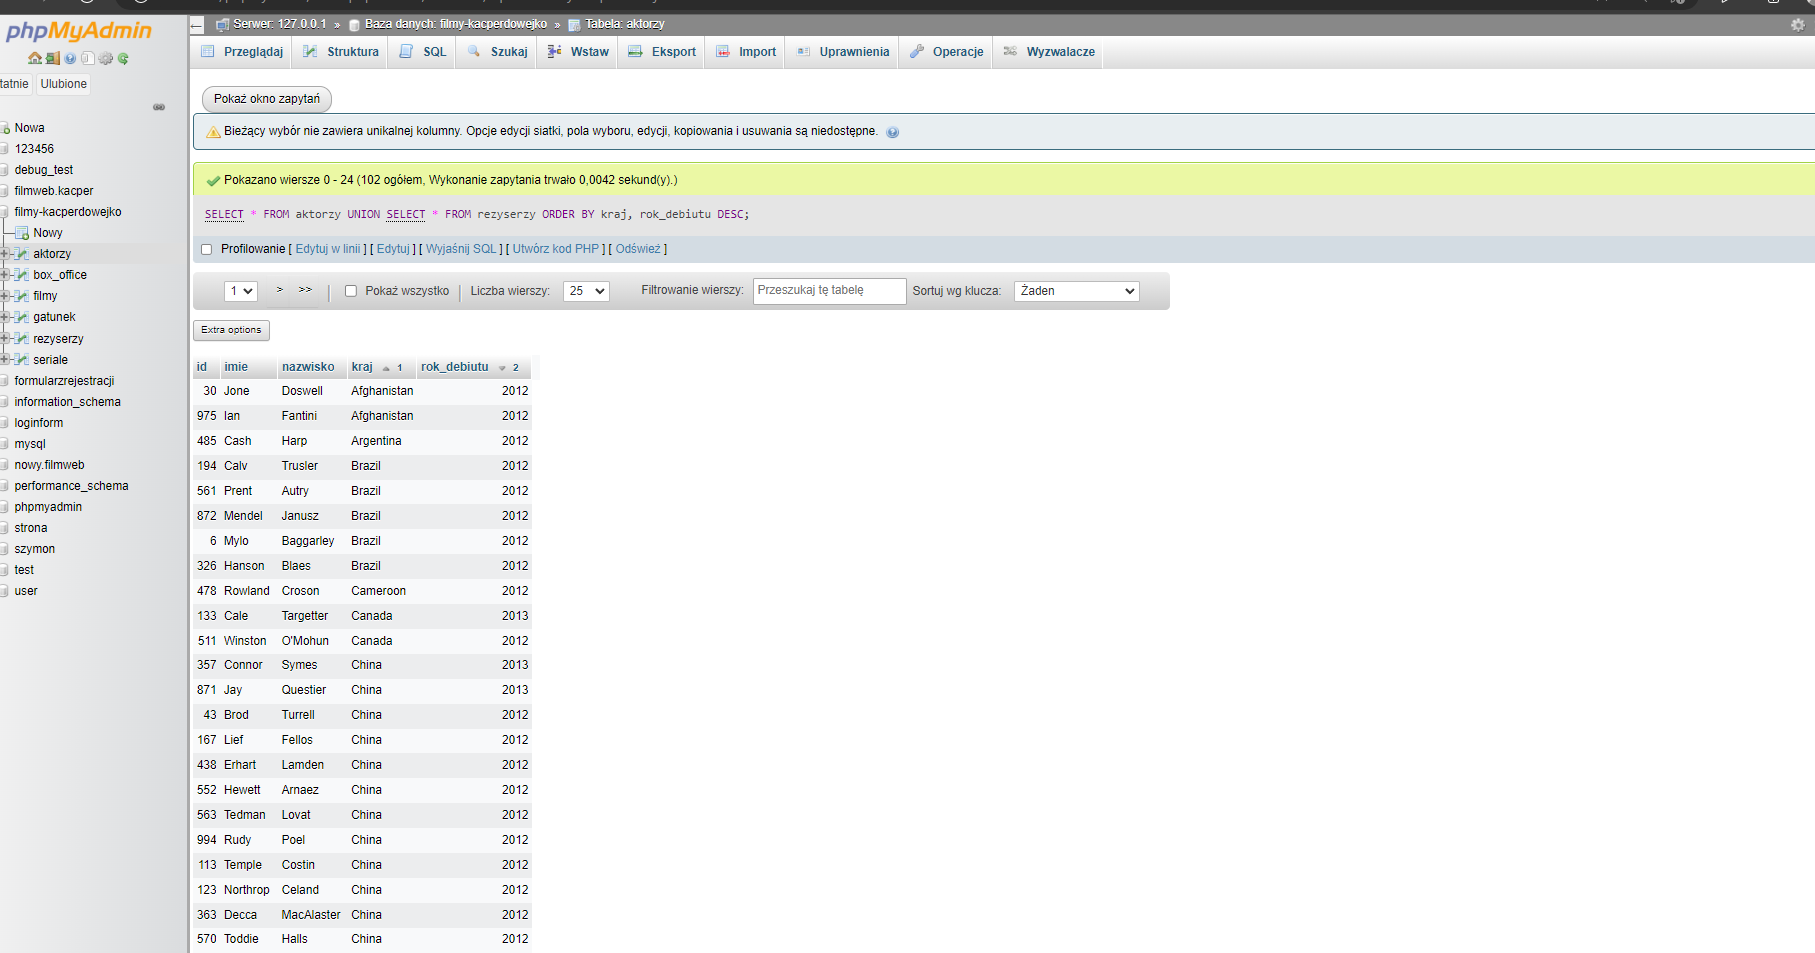 phpMyAdmin
tatnie Ulubione
Nowa
123456
debug_test
filmweb.kacper
filmy-kacperdowejko
Nowy
aktorzy
box_office
filmy
gatunek
rezyserzy
seriale
formularzrejestracji
information_schema
loginform
mysql
nowy.filmweb
performance_schema
phpmyadmin
strona
szymon
test
user
Serwer: 127.0.0.1 » Baza danych: filmy-kacperdowejko » Tabela: aktorzy
Przeglądaj Struktura SQL Szukaj Wstaw Eksport Import Uprawnienia Operacje Wyzwalacze
Pokaż okno zapytań
Bieżący wybór nie zawiera unikalnej kolumny. Opcje edycji siatki, pola wyboru, edycji, kopiowania i usuwania są niedostępne.
Pokazano wiersze 0 - 24 (102 ogółem, Wykonanie zapytania trwało 0,0042 sekund(y).)
SELECT * FROM aktorzy UNION SELECT * FROM rezyserzy ORDER BY kraj, rok_debiutu DESC;
Profilowanie [ Edytuj w linii ] [ Edytuj ] [ Wyjaśnij SQL ] [ Utwórz kod PHP ] [ Odśwież ]
1 > >> | Pokaż wszystko | Liczba wierszy: 25 Filtrowanie wierszy: Przeszukaj tę tabelę Sortuj wg klucza: Żaden
Extra options
id imie nazwisko kraj 1 rok_debiutu 2
30 Jone Doswell Afghanistan 2012
975 Ian Fantini Afghanistan 2012
485 Cash Harp Argentina 2012
194 Calv Trusler Brazil 2012
561 Prent Autry Brazil 2012
872 Mendel Janusz Brazil 2012
6 Mylo Baggarley Brazil 2012
326 Hanson Blaes Brazil 2012
478 Rowland Croson Cameroon 2012
133 Cale Targetter Canada 2013
511 Winston O'Mohun Canada 2012
357 Connor Symes China 2013
871 Jay Questier China 2013
43 Brod Turrell China 2012
167 Lief Fellos China 2012
438 Erhart Lamden China 2012
552 Hewett Arnaez China 2012
563 Tedman Lovat China 2012
994 Rudy Poel China 2012
113 Temple Costin China 2012
123 Northrop Celand China 2012
363 Decca MacAlaster China 2012
570 Toddie Halls China 2012